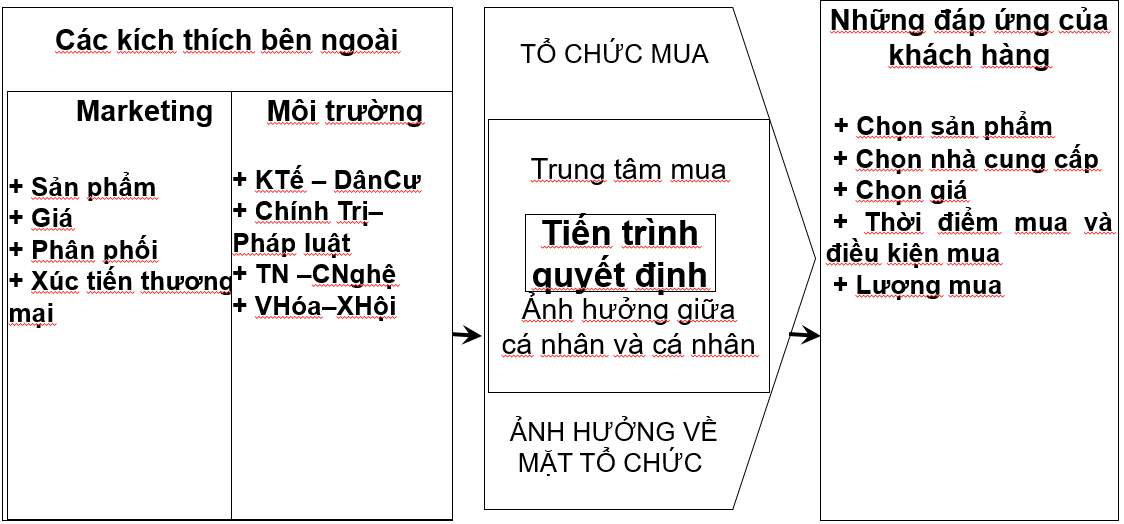 Các kích thích bên ngoài
Marketing
+ Sản phẩm
+ Giá
+ Phân phối
+ Xúc tiến thương
mại
Môi trường
+ KTế – DânCư
+ Chính Trị–
Pháp luật
+ TN –CNghệ
+ VHóa–XHội
TỔ CHỨC MUA
Trung tâm mua
Tiến trình
quyết định
Ảnh hưởng giữa
cá nhân và cá nhân
ẢNH HƯỞNG VỀ
MẶT TỔ CHỨC
Những đáp ứng của
khách hàng
+ Chọn sản phẩm
+ Chọn nhà cung cấp
+ Chọn giá
+ Thời điểm mua và
điều kiện mua
+ Lượng mua